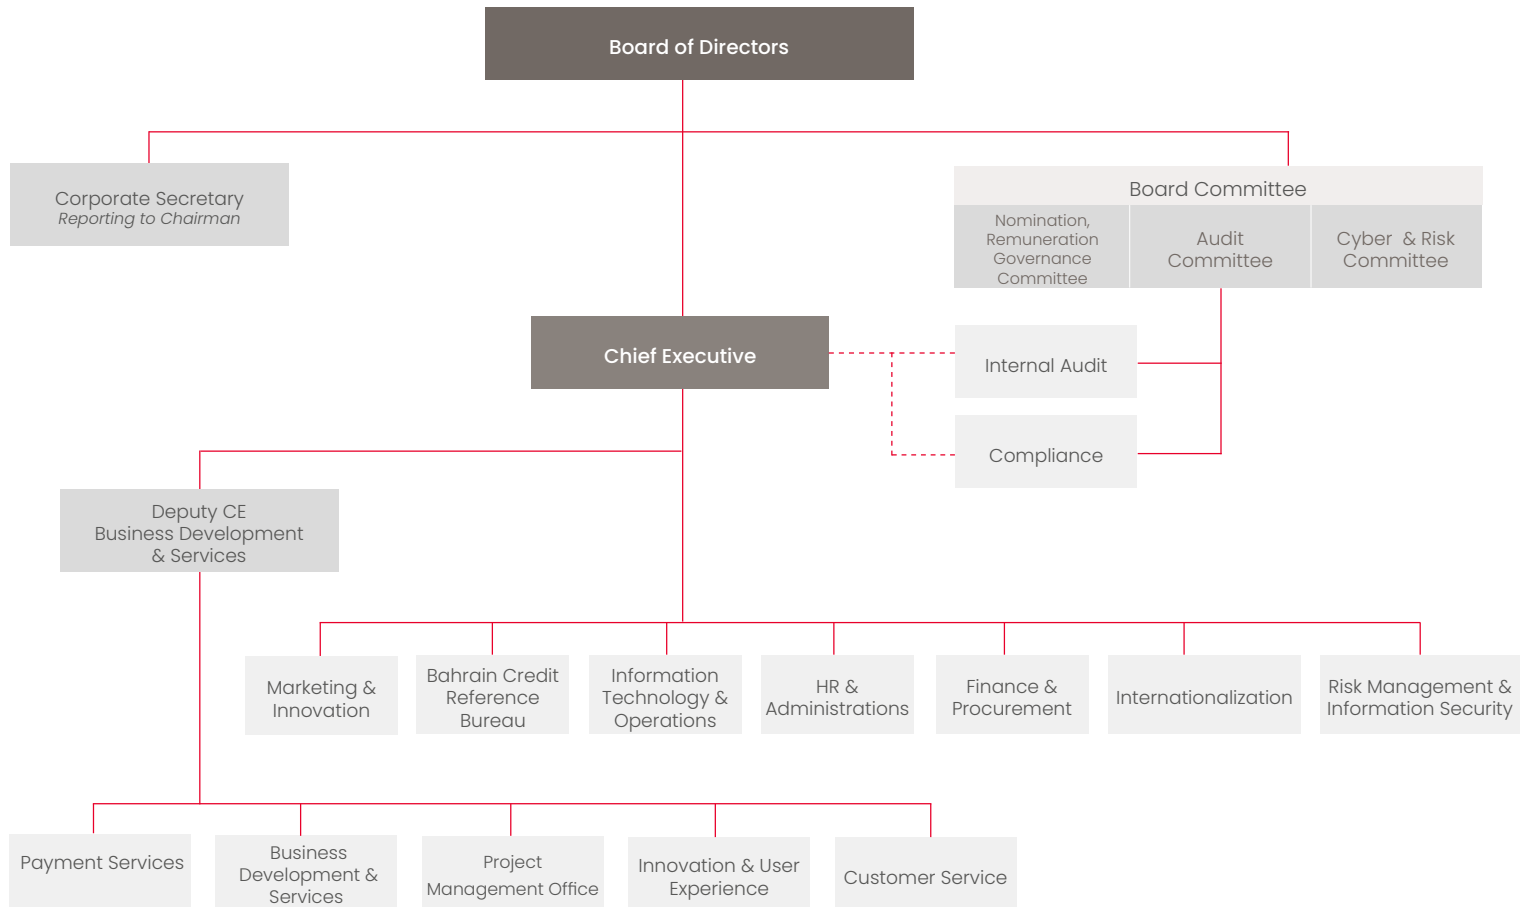 Board of Directors
Corporate Secretary
Reporting to Chairman
Board Committee
Nomination,
Remuneration
Governance
Committee
Audit
Committee
Cyber & Risk
Committee
Chief Executive
Internal Audit
Compliance
Deputy CE
Business Development
& Services
Marketing &
Innovation
Bahrain Credit
Reference
Bureau
Information
Technology &
Operations
HR &
Administrations
Finance &
Procurement
Internationalization
Risk Management &
Information Security
Payment Services
Business
Development &
Services
Project
Management Office
Innovation & User
Experience
Customer Service